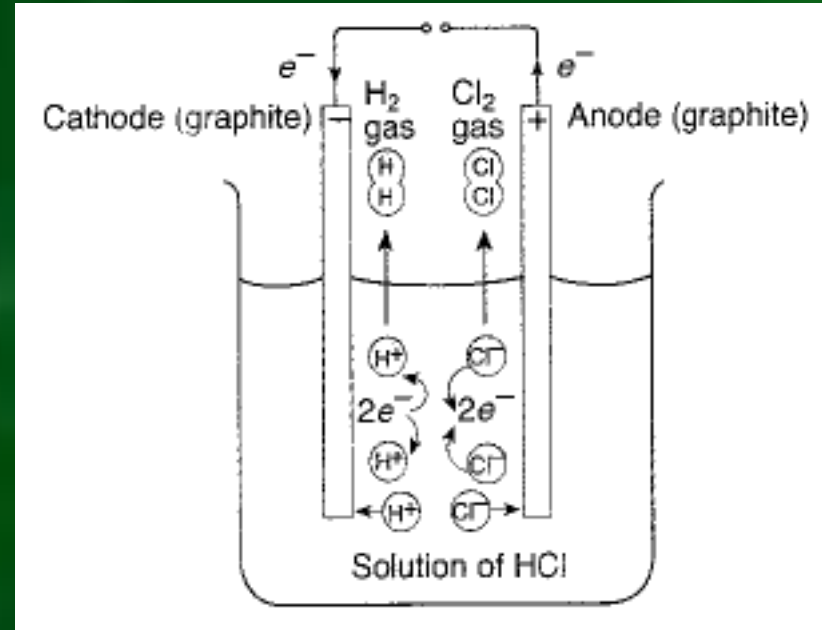 e⁻
e⁻
H₂
gas
Cl₂
gas
Cathode (graphite)
−
+
Anode (graphite)
H
H
Cl
Cl
H⁺
Cl⁻
2e⁻
2e⁻
H⁺
Cl⁻
H⁺
Cl⁻
Solution of HCl